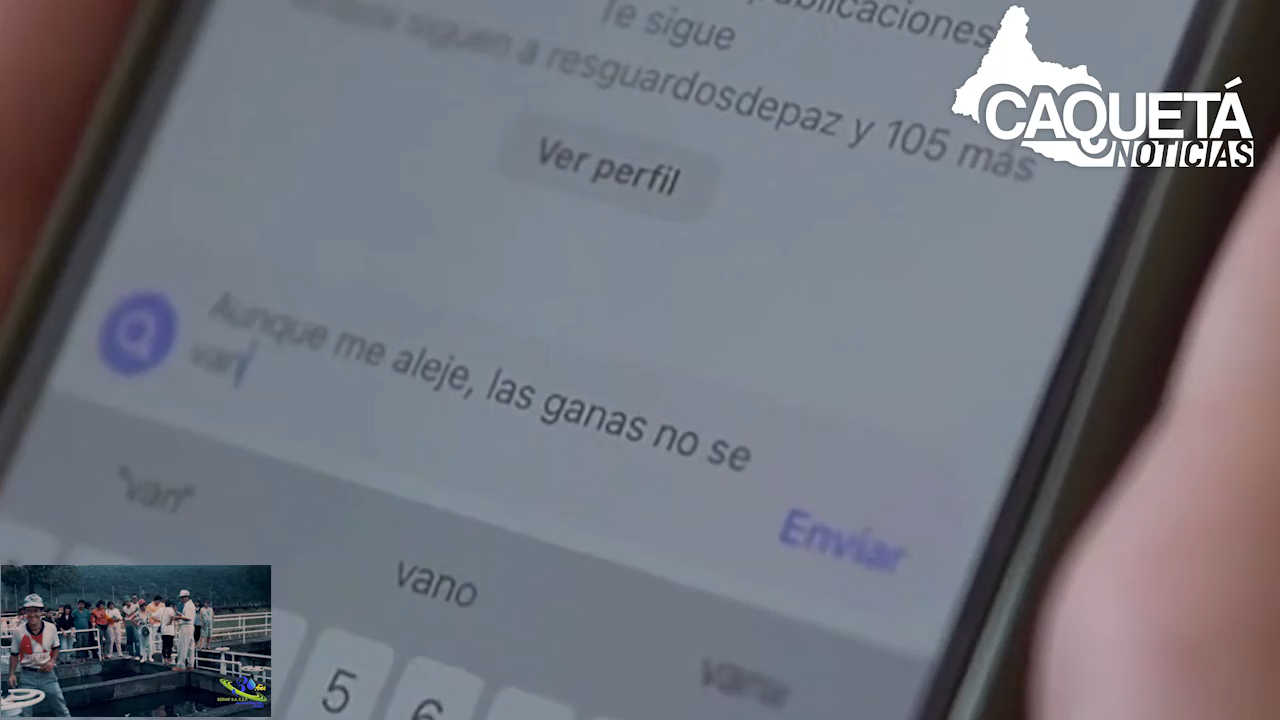 publicaciones
Te sigue
siguen a resguardosdepaz y 105 más
Ver perfil
Aunque me aleje, las ganas no se
van
Enviar
"van"
vano
5 6
CAQUETÁ
NOTICIAS